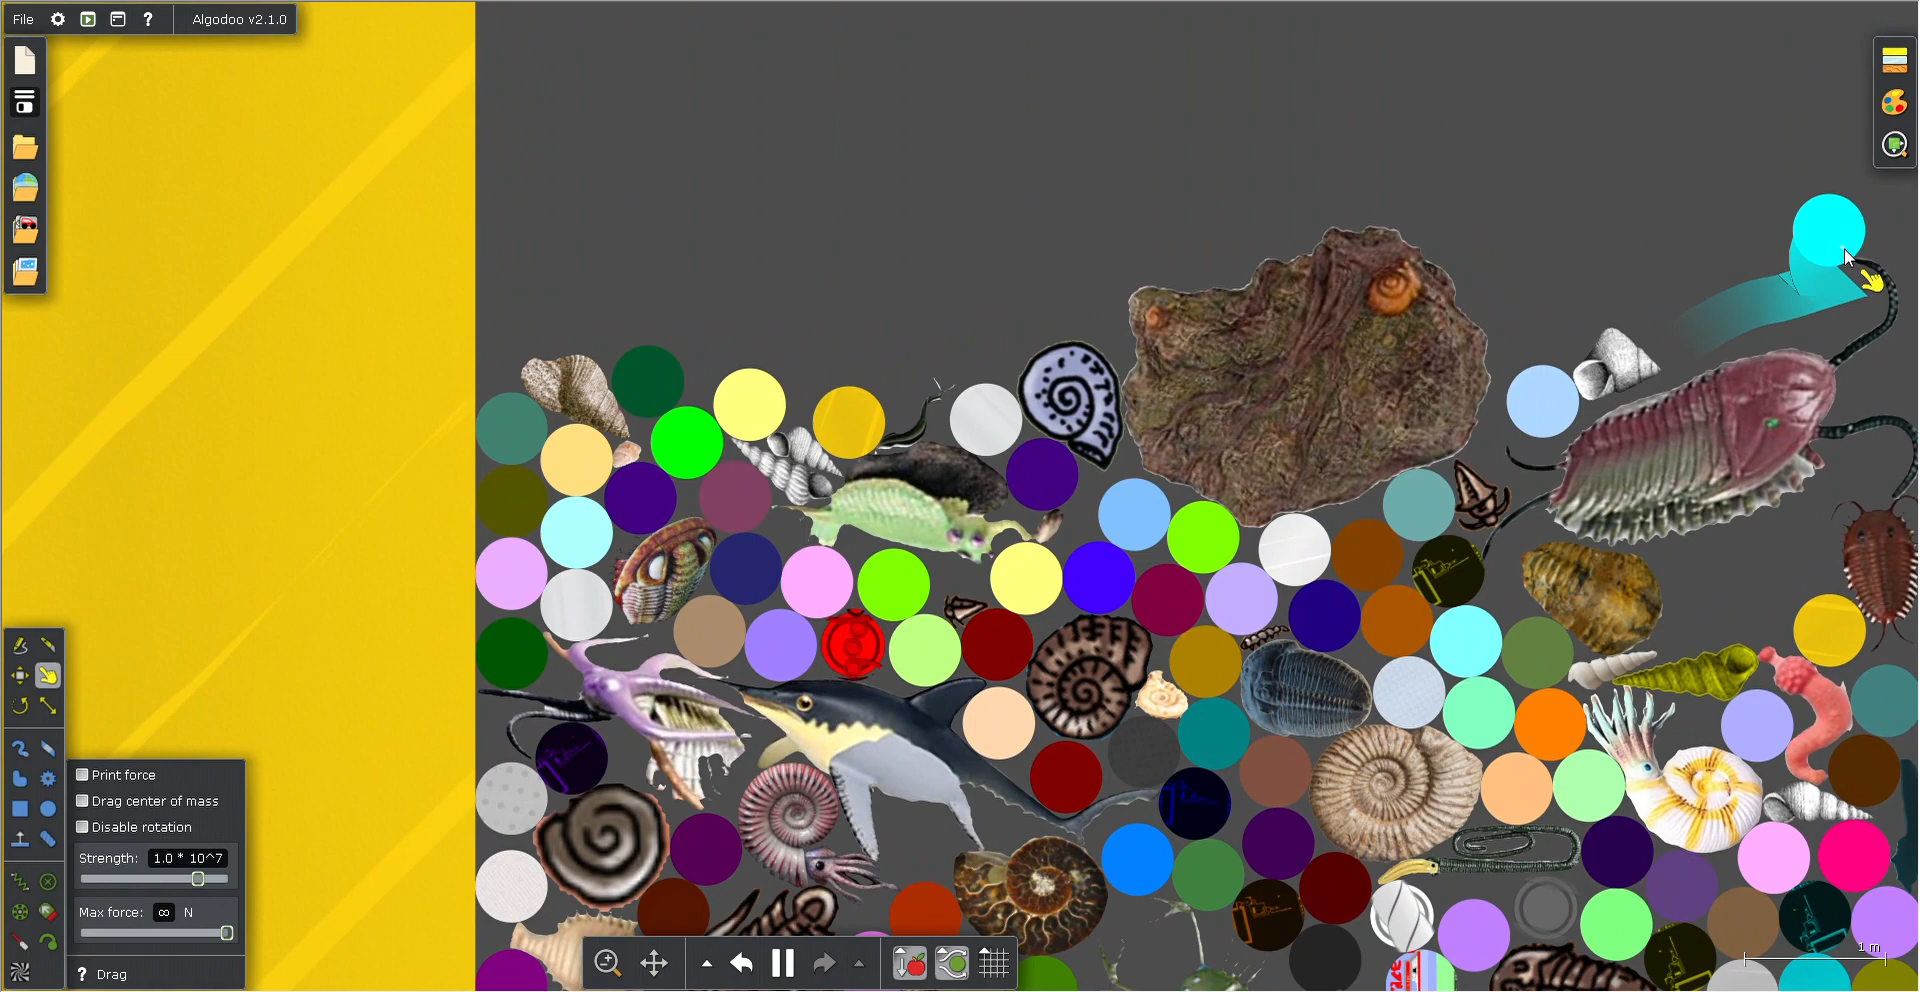 File ? Algodoo v2.1.0
Print force
Drag center of mass
Disable rotation
Strength: 1.0 * 10^7
Max force: ∞ N
? Drag
1 m